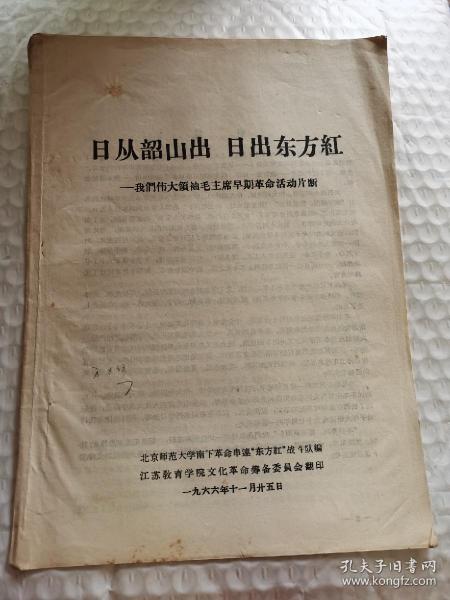 日从韶山出 日出东方紅
——我們伟大領袖毛主席早期革命活动片断
北京师范大学南下革命串連“东方紅”战斗队編
江苏教育学院文化革命筹备委員会翻印
一九六六年十一月廿五日
孔夫子旧书网
www.kongfz.com